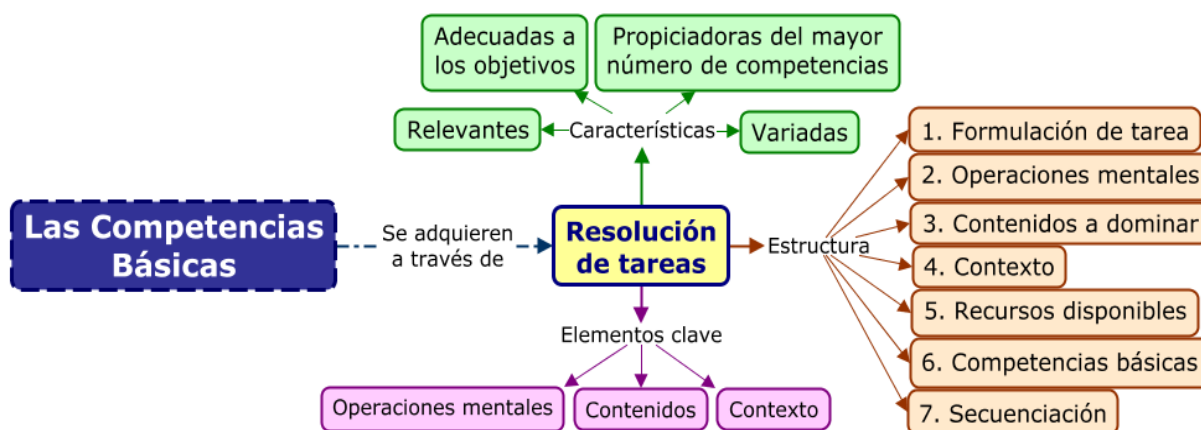 Adecuadas a
los objetivos
Propiciadoras del mayor
número de competencias
Relevantes
Características
Variadas
Las Competencias
Básicas
Se adquieren
a través de
Resolución
de tareas
Estructura
1. Formulación de tarea
2. Operaciones mentales
3. Contenidos a dominar
4. Contexto
5. Recursos disponibles
6. Competencias básicas
7. Secuenciación
Elementos clave
Operaciones mentales
Contenidos
Contexto